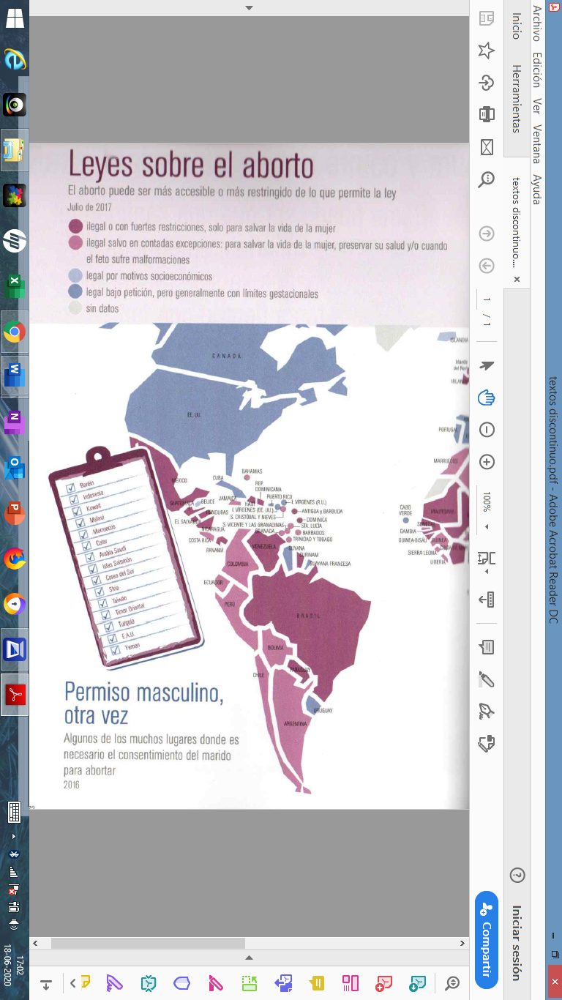 textos discontinuo.pdf - Adobe Acrobat Reader DC
Archivo Edición Ver Ventana Ayuda
Inicio Herramientas textos discontinuo.... × Iniciar sesión
1 / 1 100% Compartir
Leyes sobre el aborto
El aborto puede ser más accesible o más restringido de lo que permite la ley
Julio de 2017
ilegal o con fuertes restricciones, solo para salvar la vida de la mujer
ilegal salvo en contadas excepciones: para salvar la vida de la mujer, preservar su salud y/o cuando
el feto sufre malformaciones
legal por motivos socioeconómicos
legal bajo petición, pero generalmente con límites gestacionales
sin datos
ISLANDIA
CANADÁ
EE. UU.
PORTUGAL
MARRUECOS
MÉXICO
CUBA
BAHAMAS
REP.
DOMINICANA
JAMAICA
HAITÍ
PUERTO RICO
I. VÍRGENES (R.U.)
I. VÍRGENES (EE. UU.)
ANTIGUA y BARBUDA
S. CRISTÓBAL Y NIEVES
DOMINICA
S. VICENTE Y LAS GRANADINAS
STA. LUCÍA
GRANADA
BARBADOS
TRINIDAD Y TOBAGO
GUATEMALA
BELICE
HONDURAS
EL SALVADOR
NICARAGUA
COSTA RICA
PANAMÁ
CABO
VERDE
MAURITANIA
SENEGAL
GAMBIA
GUINEA-BISÁU
GUINEA
SIERRA LEONA
LIBERIA
VENEZUELA
GUYANA
SURINAM
GUAYANA FRANCESA
COLOMBIA
ECUADOR
PERÚ
BRASIL
BOLIVIA
PARAGUAY
CHILE
URUGUAY
ARGENTINA
Baréin
Indonesia
Kuwait
Malaui
Marruecos
Catar
Arabia Saudí
Islas Salomón
Corea del Sur
Siria
Taiwán
Timor Oriental
Turquía
E.A.U.
Yemen
Permiso masculino,
otra vez
Algunos de los muchos lugares donde es
necesario el consentimiento del marido
para abortar
2016
17:02
18-06-2020